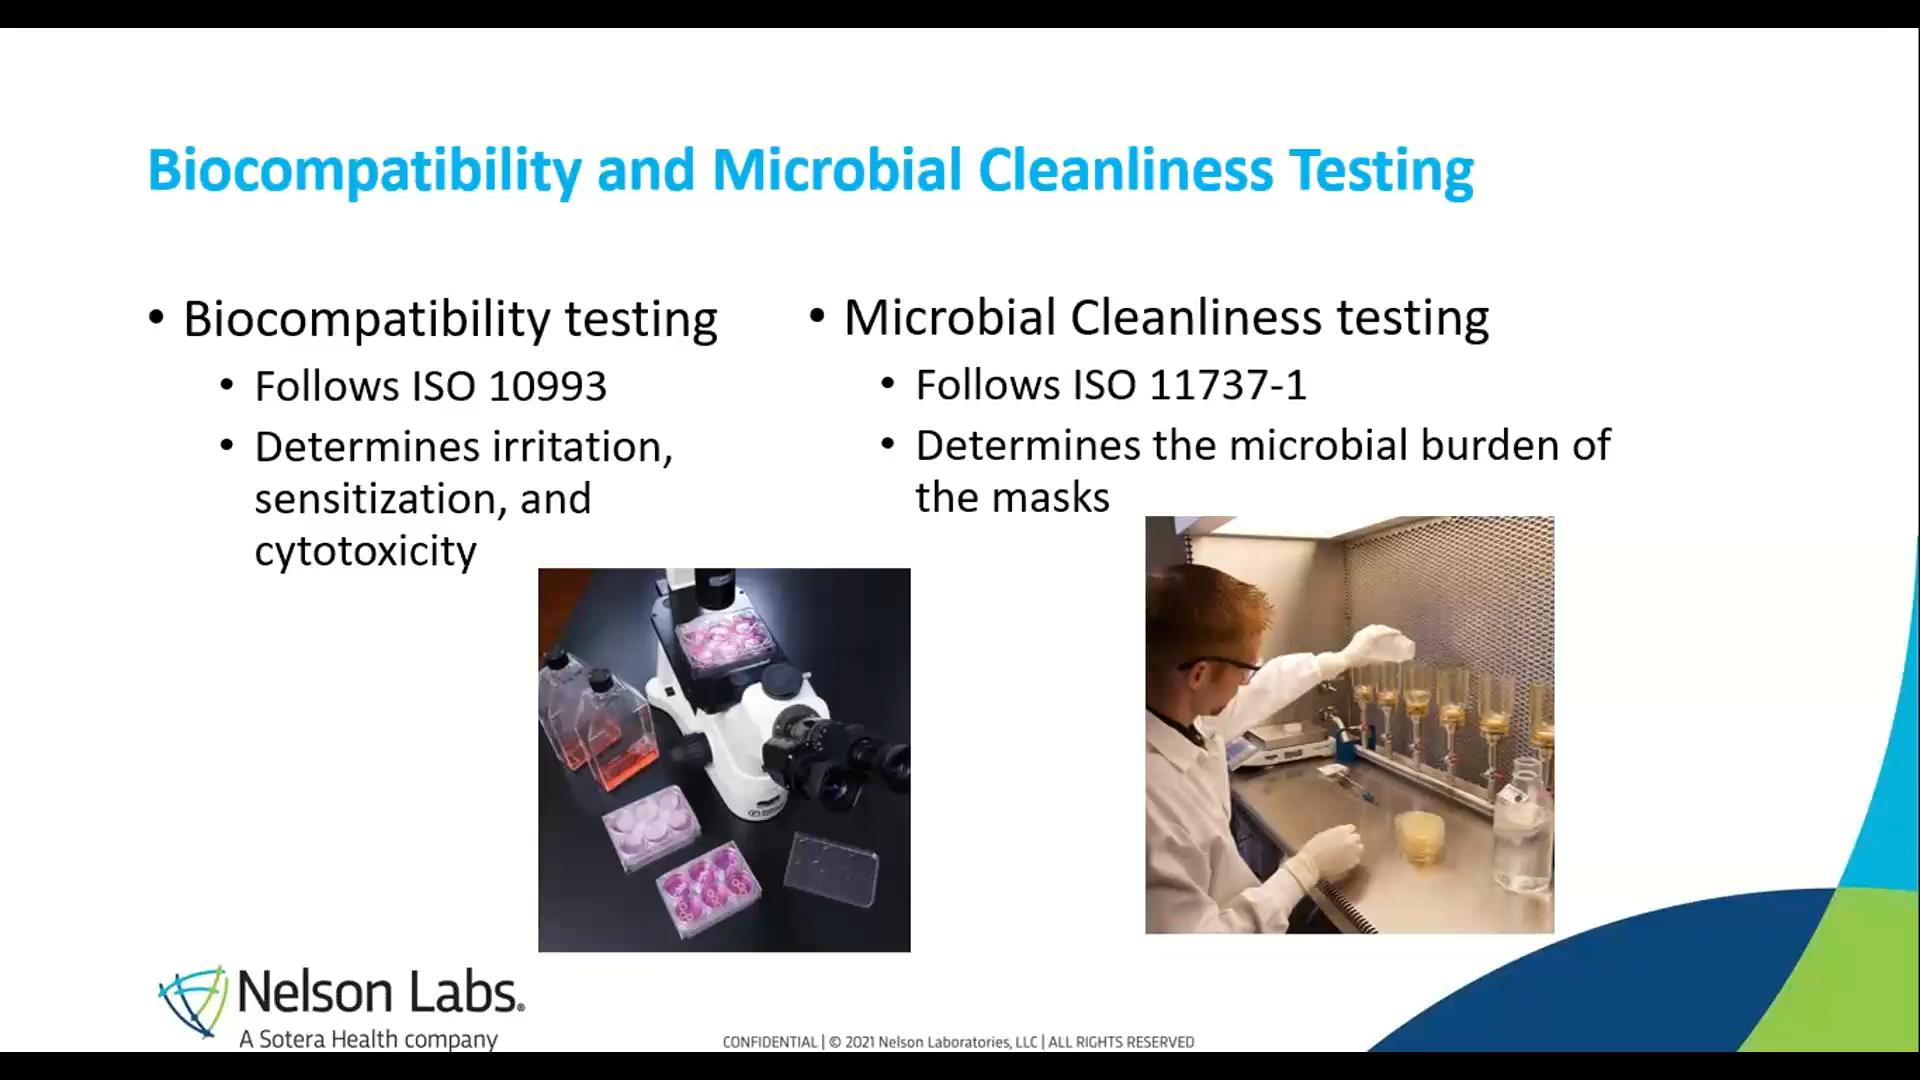 Biocompatibility and Microbial Cleanliness Testing
• Biocompatibility testing
• Follows ISO 10993
• Determines irritation,
sensitization, and
cytotoxicity
• Microbial Cleanliness testing
• Follows ISO 11737-1
• Determines the microbial burden of
the masks
Nelson Labs®
A Sotera Health company
CONFIDENTIAL | © 2021 Nelson Laboratories, LLC | ALL RIGHTS RESERVED